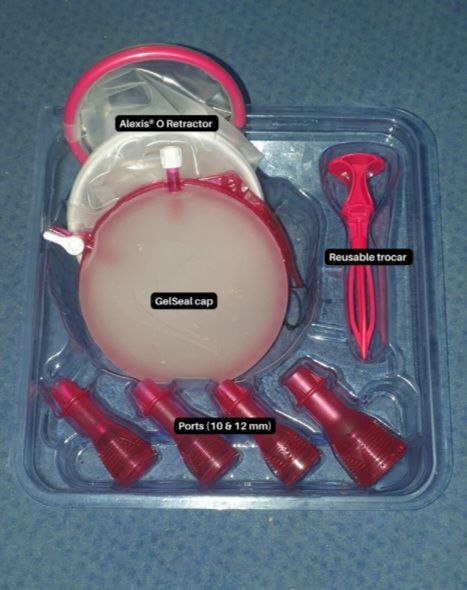 Alexis® O Retractor
Reusable trocar
GelSeal cap
Ports (10 & 12 mm)